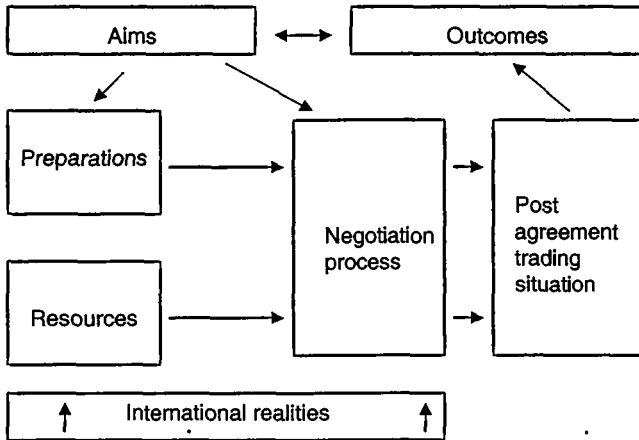 Aims
Outcomes
Preparations
Negotiation
process
Post
agreement
trading
situation
Resources
International realities